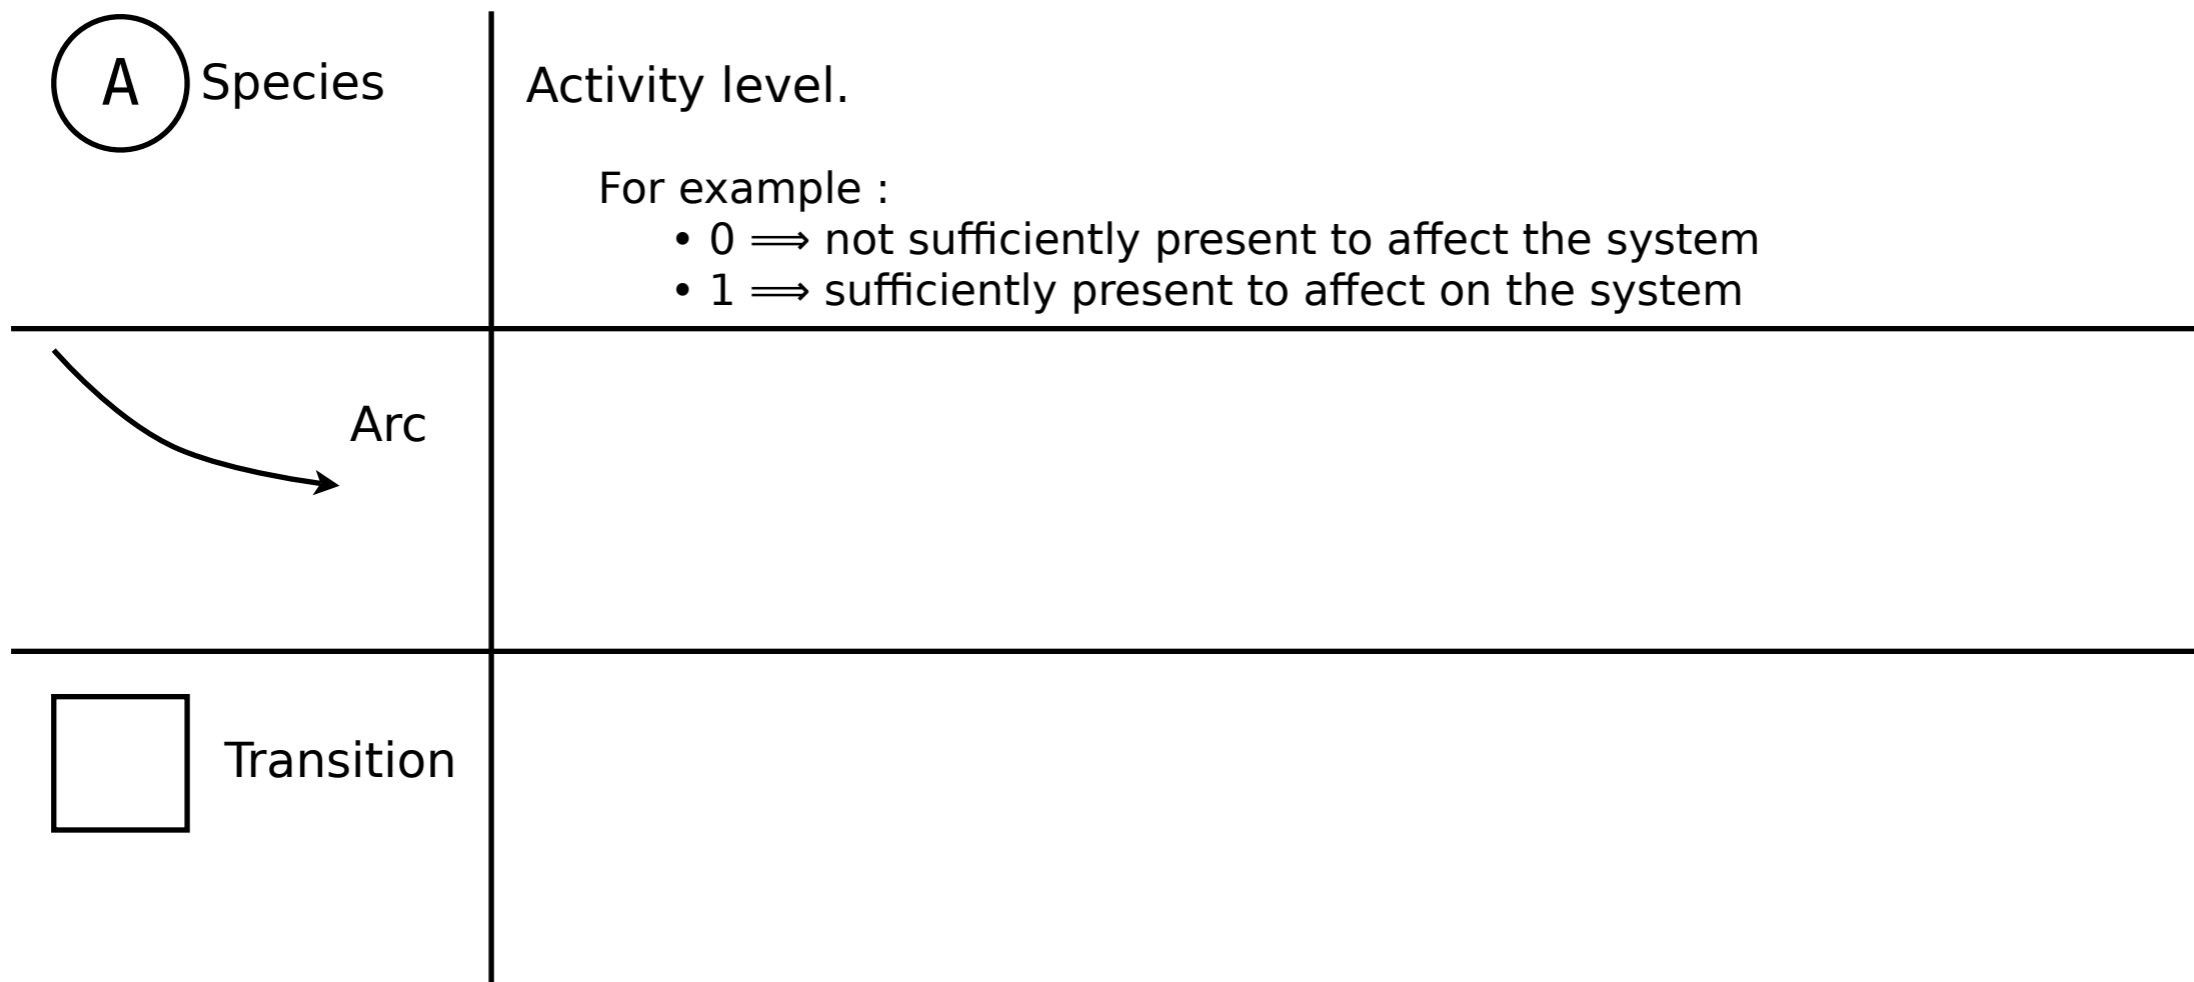 A Species
Activity level.
For example :
• 0 ⟹ not sufficiently present to affect the system
• 1 ⟹ sufficiently present to affect on the system
Arc
Transition